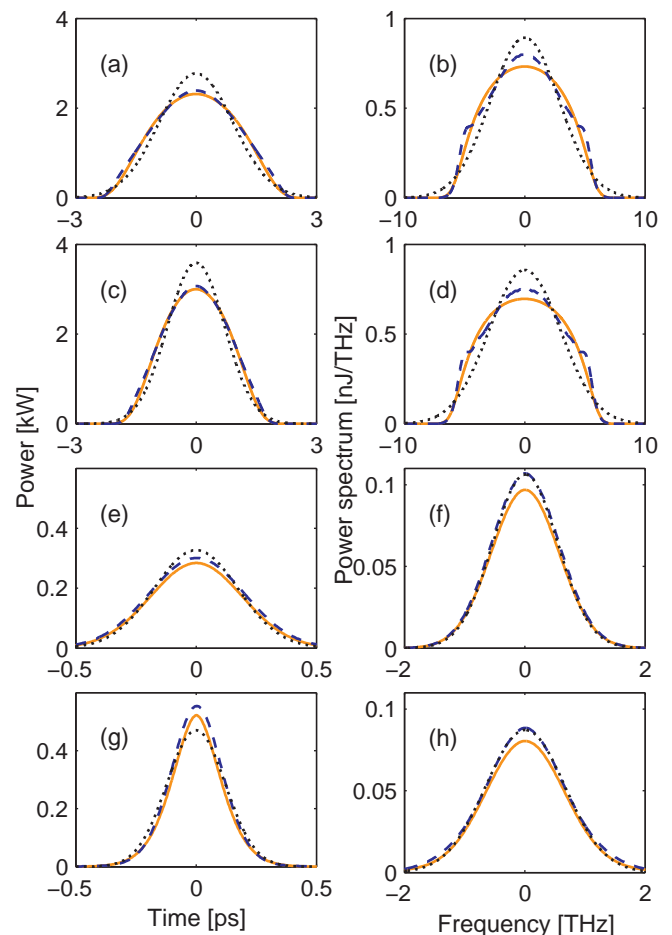 4 (a) 2 0
−3 0 3
1 (b) 0.5 0
−10 0 10
4 (c) 2 0
−3 0 3
1 (d) 0.5 0
−10 0 10
Power [kW]
Power spectrum [nJ/THz]
(e) 0.4 0.2 0
−0.5 0 0.5
0.1 (f) 0.05 0
−2 0 2
(g) 0.4 0.2 0
−0.5 0 0.5
Time [ps]
0.1 (h) 0.05 0
−2 0 2
Frequency [THz]